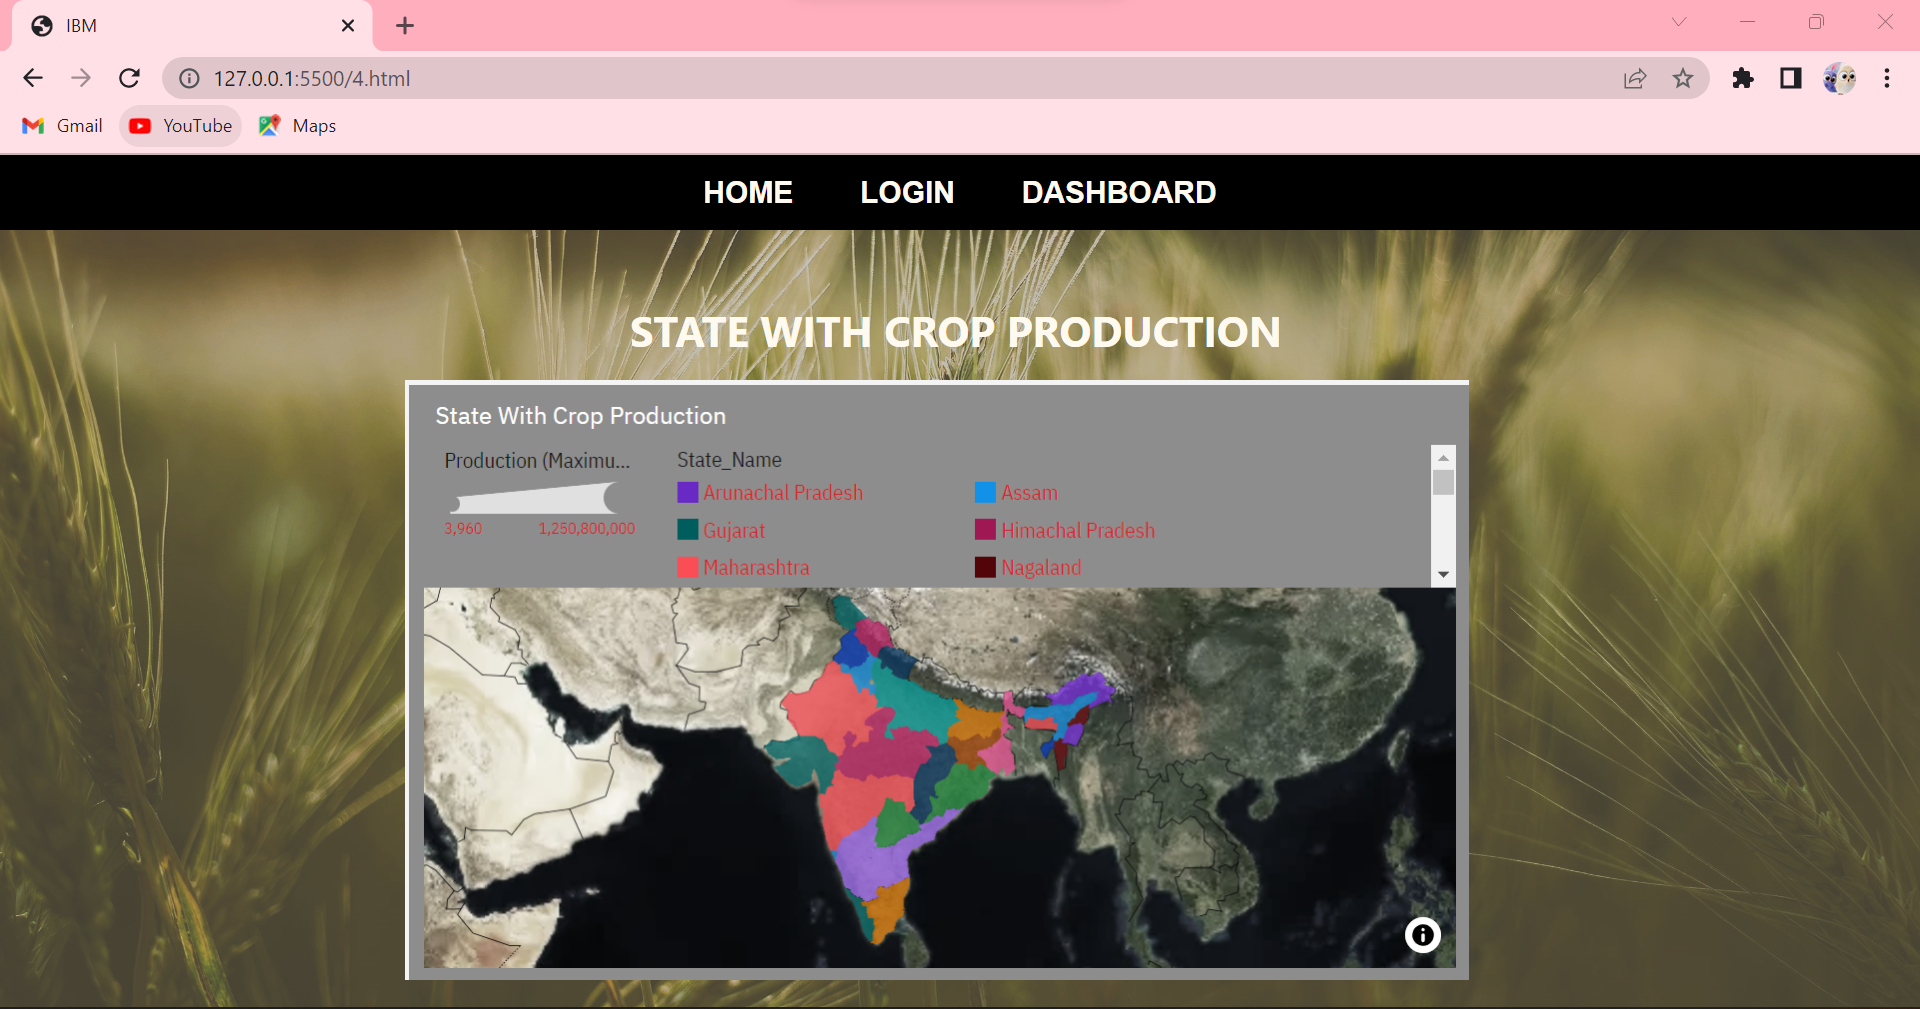 IBM
127.0.0.1:5500/4.html
Gmail YouTube Maps
HOME LOGIN DASHBOARD
STATE WITH CROP PRODUCTION
State With Crop Production
Production (Maximu...
3,960 1,250,800,000
State_Name
Arunachal Pradesh Assam
Gujarat Himachal Pradesh
Maharashtra Nagaland